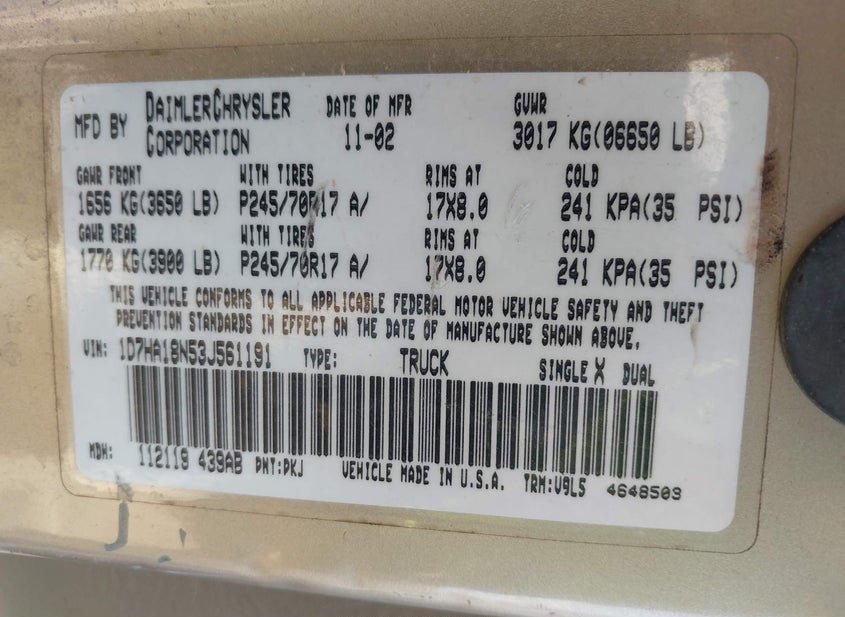 MFD BY DAIMLERCHRYSLER CORPORATION DATE OF MFR 11-02 GVWR 3017 KG(06650 LB)
GAWR FRONT WITH TIRES RIMS AT COLD
1656 KG(3650 LB) P245/70R17 A/ 17X8.0 241 KPA(35 PSI)
GAWR REAR WITH TIRES RIMS AT COLD
1770 KG(3900 LB) P245/70R17 A/ 17X8.0 241 KPA(35 PSI)
THIS VEHICLE CONFORMS TO ALL APPLICABLE FEDERAL MOTOR VEHICLE SAFETY AND THEFT
PREVENTION STANDARDS IN EFFECT ON THE DATE OF MANUFACTURE SHOWN ABOVE.
VIN: 1D7HA18N53J561191 TYPE: TRUCK SINGLE X DUAL
MDH: 112118 439AB PNT:PKJ VEHICLE MADE IN U.S.A. TRM:V9L5 4648503